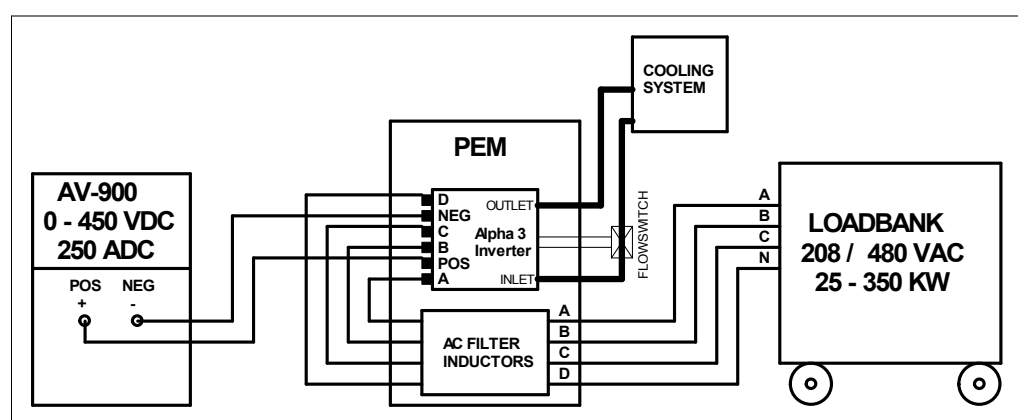 COOLING
SYSTEM
PEM
AV-900
0 - 450 VDC
250 ADC
POS NEG
+ -
D
NEG
C
B
POS
A
OUTLET
Alpha 3
Inverter
INLET
FLOWSWITCH
AC FILTER
INDUCTORS
A
B
C
D
A
B
C
N
LOADBANK
208 / 480 VAC
25 - 350 KW